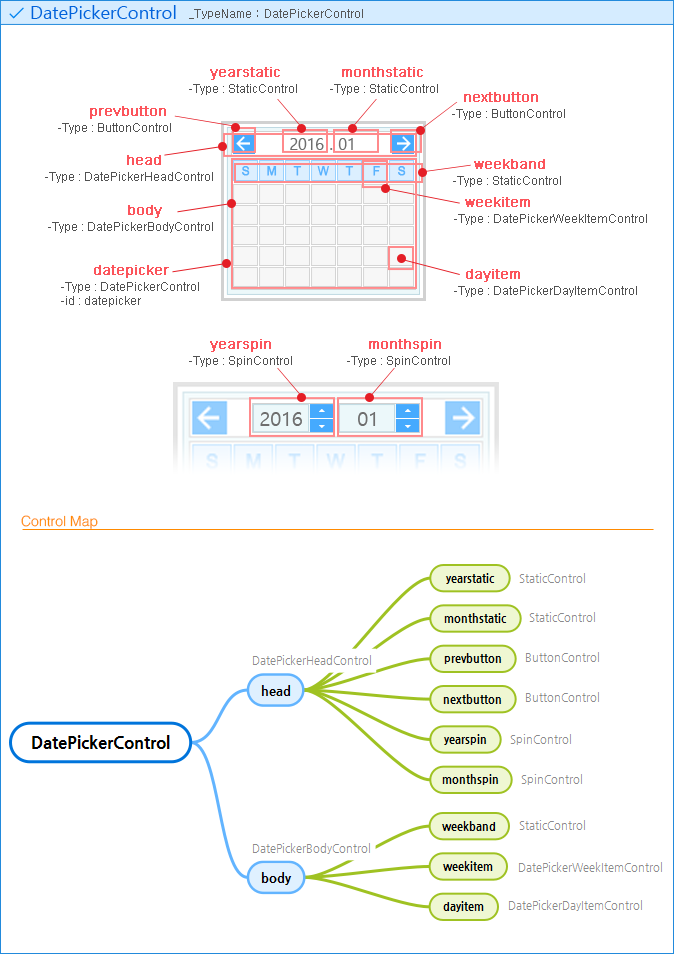 DatePickerControl _TypeName : DatePickerControl
yearstatic
-Type : StaticControl
monthstatic
-Type : StaticControl
prevbutton
-Type : ButtonControl
nextbutton
-Type : ButtonControl
head
-Type : DatePickerHeadControl
weekband
-Type : StaticControl
body
-Type : DatePickerBodyControl
weekitem
-Type : DatePickerWeekItemControl
datepicker
-Type : DatePickerControl
-id : datepicker
dayitem
-Type : DatePickerDayItemControl
2016 . 01
S M T W T F S
yearspin
-Type : SpinControl
monthspin
-Type : SpinControl
2016 01
S M T W T F S
Control Map
DatePickerControl
DatePickerHeadControl
head
yearstatic StaticControl
monthstatic StaticControl
prevbutton ButtonControl
nextbutton ButtonControl
yearspin SpinControl
monthspin SpinControl
DatePickerBodyControl
body
weekband StaticControl
weekitem DatePickerWeekItemControl
dayitem DatePickerDayItemControl